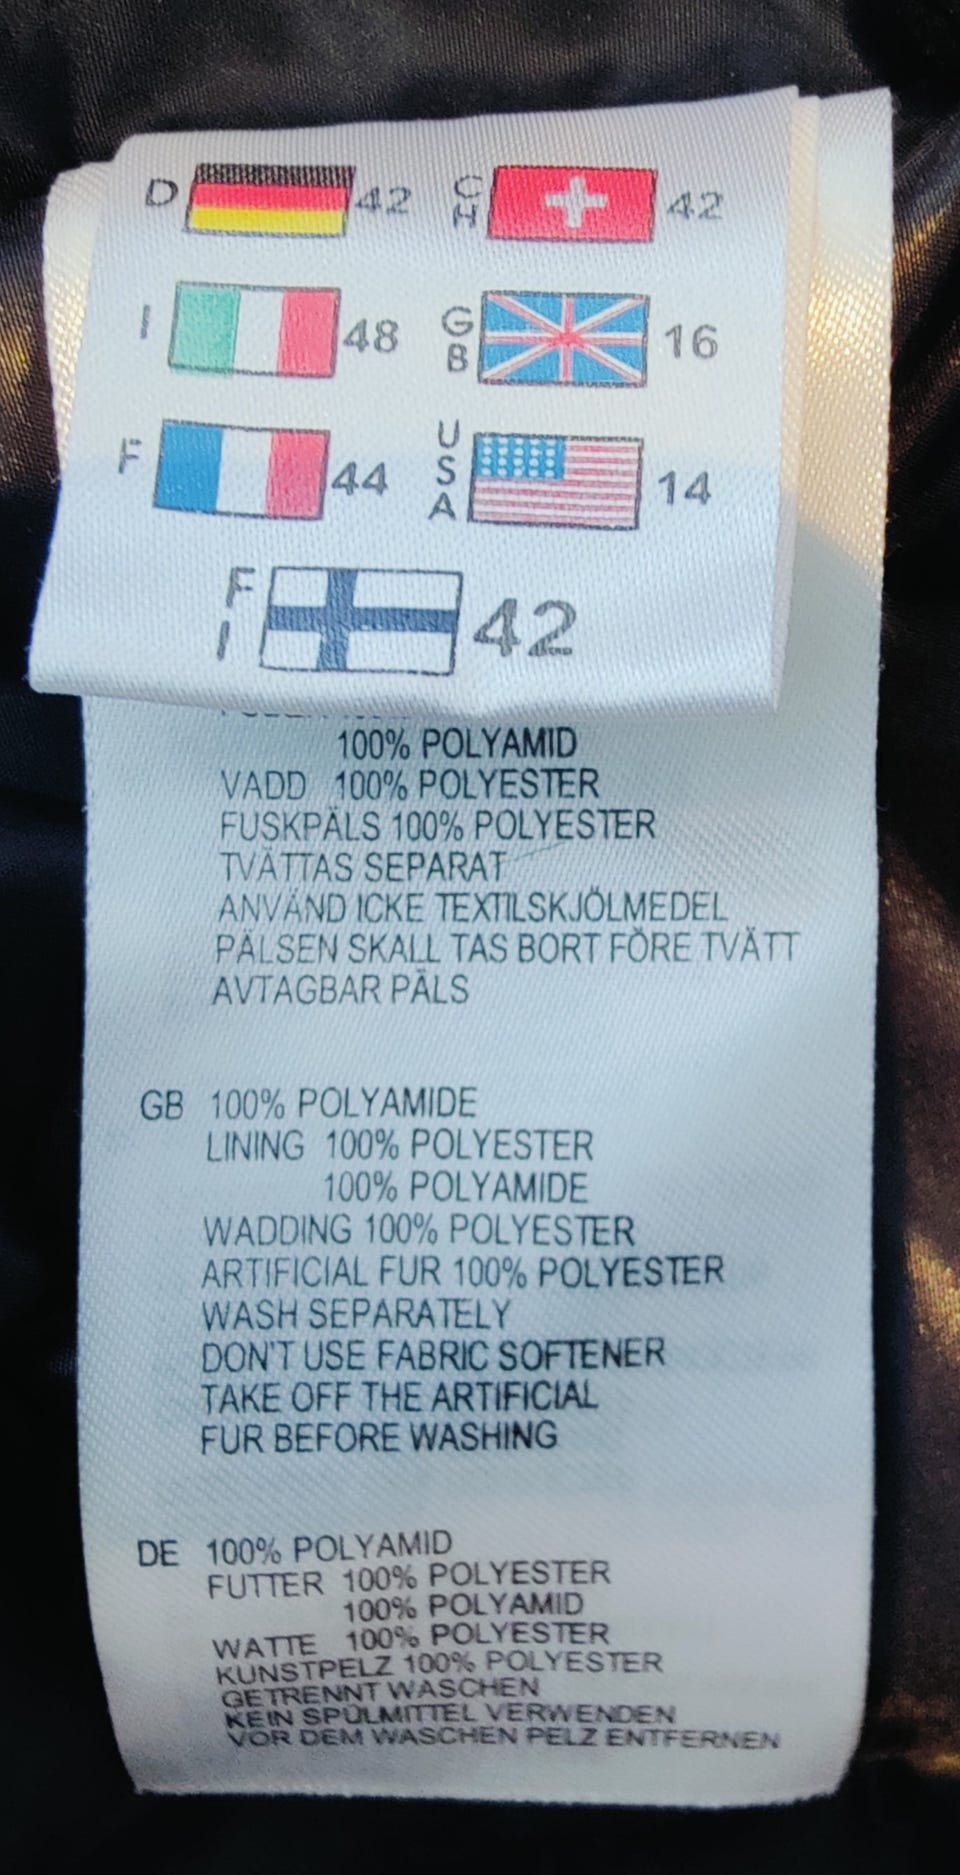 D 42 CH 42
I 48 GB 16
F 44 USA 14
FI 42
100% POLYAMID
VADD 100% POLYESTER
FUSKPÄLS 100% POLYESTER
TVÄTTAS SEPARAT
ANVÄND ICKE TEXTILSKJÖLMEDEL
PÄLSEN SKALL TAS BORT FÖRE TVÄTT
AVTAGBAR PÄLS
GB 100% POLYAMIDE
LINING 100% POLYESTER
100% POLYAMIDE
WADDING 100% POLYESTER
ARTIFICIAL FUR 100% POLYESTER
WASH SEPARATELY
DON'T USE FABRIC SOFTENER
TAKE OFF THE ARTIFICIAL
FUR BEFORE WASHING
DE 100% POLYAMID
FUTTER 100% POLYESTER
100% POLYAMID
WATTE 100% POLYESTER
KUNSTPELZ 100% POLYESTER
GETRENNT WASCHEN
KEIN SPÜLMITTEL VERWENDEN
VOR DEM WASCHEN PELZ ENTFERNEN